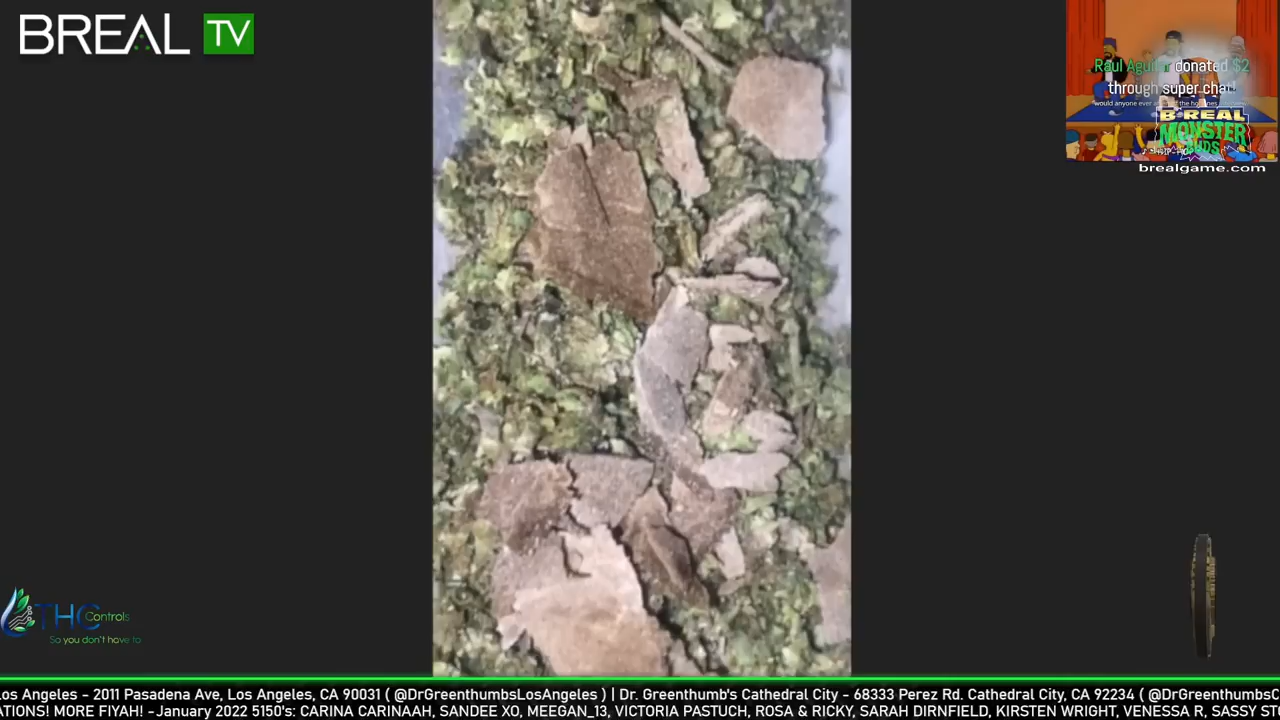 BREAL TV
Raul Aguilar donated $2
through super chat!
B REAL
MONSTER
BUDS
brealgame.com
THC Controls
So you don't have to
Los Angeles - 2011 Pasadena Ave, Los Angeles, CA 90031 ( @DrGreenthumbsLosAngeles ) | Dr. Greenthumb's Cathedral City - 68333 Perez Rd. Cathedral City, CA 92234 ( @DrGreenthumbsC
ATIONS! MORE FIYAH! -January 2022 5150's: CARINA CARINAAH, SANDEE XO, MEEGAN_13, VICTORIA PASTUCH, ROSA & RICKY, SARAH DIRNFIELD, KIRSTEN WRIGHT, VENESSA R, SASSY STO